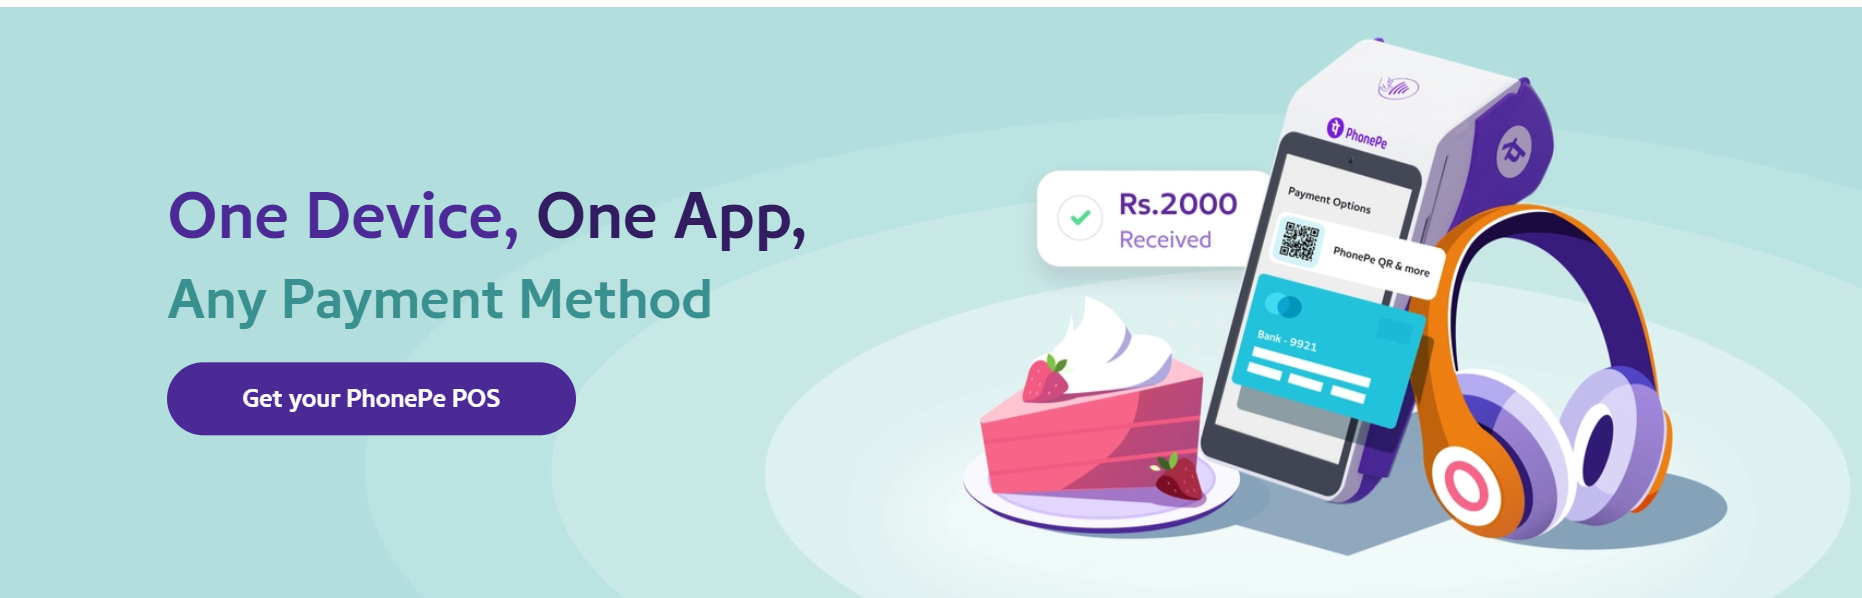 One Device, One App,
Any Payment Method
Get your PhonePe POS
Rs.2000
Received
PhonePe
Payment Options
PhonePe QR & more
Bank - 9921